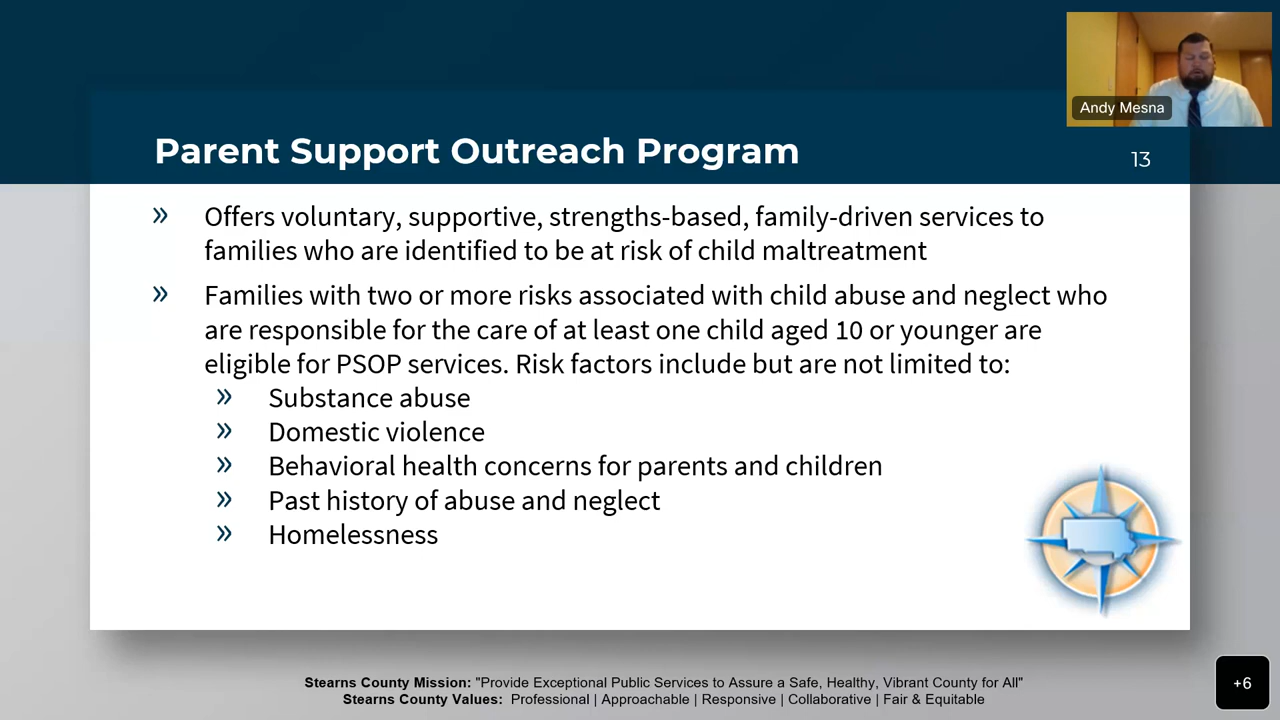 Andy Mesna
Parent Support Outreach Program
13
» Offers voluntary, supportive, strengths-based, family-driven services to
families who are identified to be at risk of child maltreatment
» Families with two or more risks associated with child abuse and neglect who
are responsible for the care of at least one child aged 10 or younger are
eligible for PSOP services. Risk factors include but are not limited to:
» Substance abuse
» Domestic violence
» Behavioral health concerns for parents and children
» Past history of abuse and neglect
» Homelessness
Stearns County Mission: "Provide Exceptional Public Services to Assure a Safe, Healthy, Vibrant County for All"
Stearns County Values: Professional | Approachable | Responsive | Collaborative | Fair & Equitable
+6